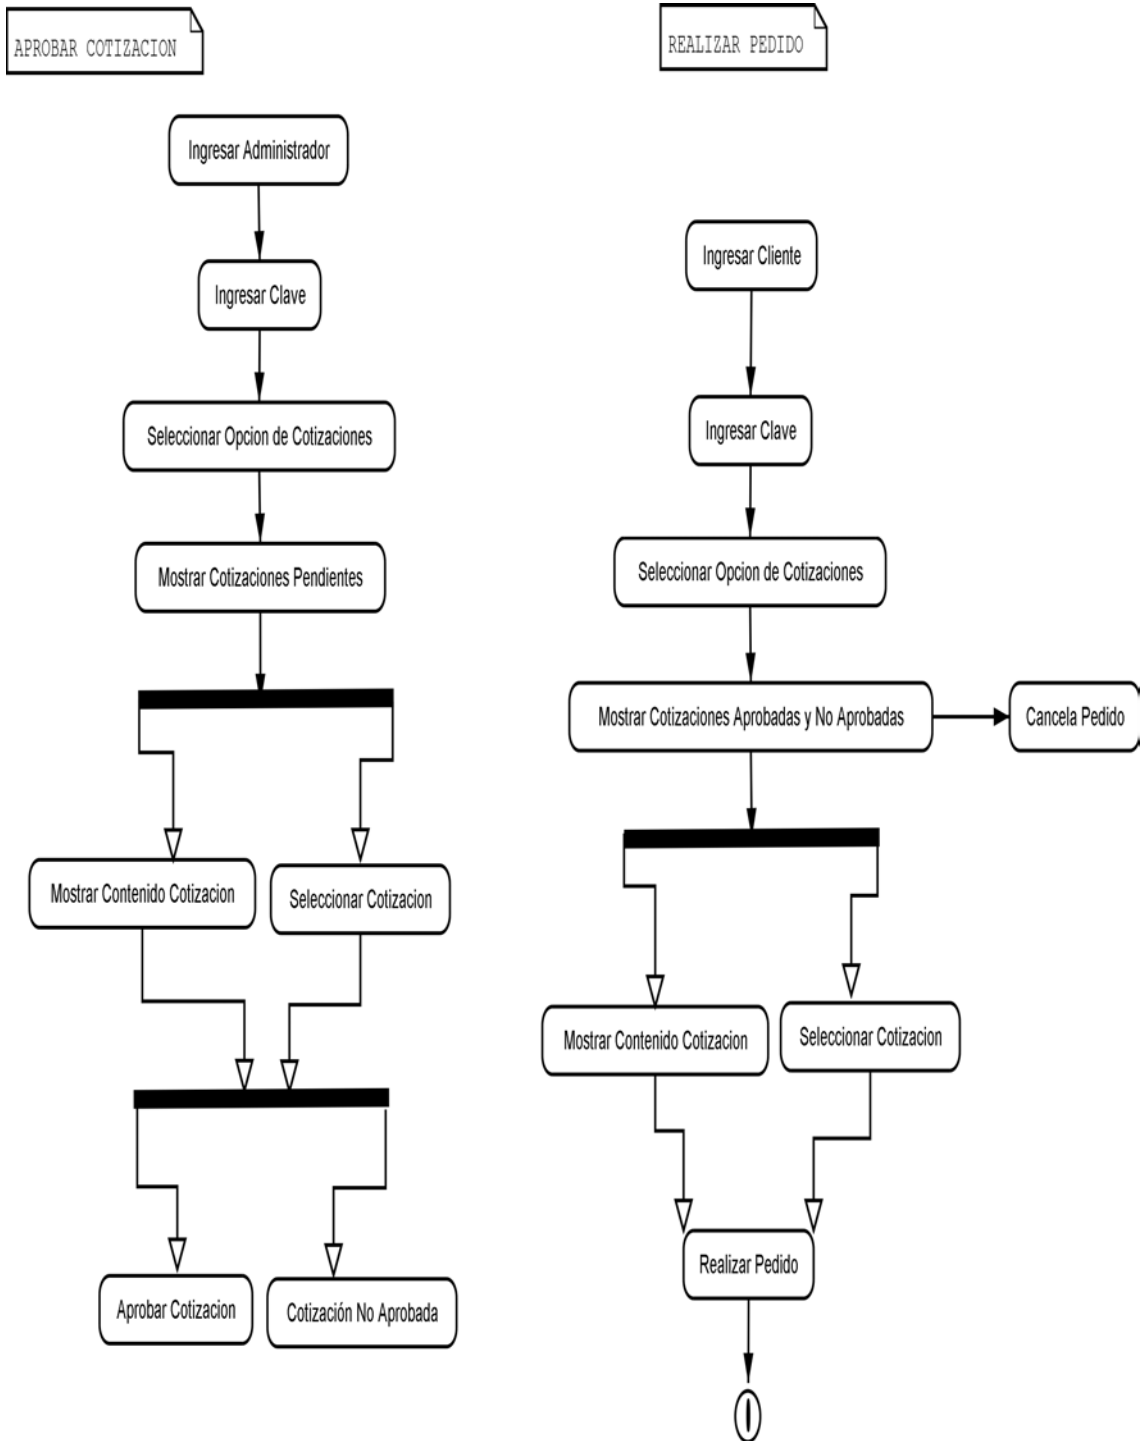 APROBAR COTIZACION
Ingresar Administrador
Ingresar Clave
Seleccionar Opcion de Cotizaciones
Mostrar Cotizaciones Pendientes
Mostrar Contenido Cotizacion
Seleccionar Cotizacion
Aprobar Cotizacion
Cotización No Aprobada
REALIZAR PEDIDO
Ingresar Cliente
Ingresar Clave
Seleccionar Opcion de Cotizaciones
Mostrar Cotizaciones Aprobadas y No Aprobadas
Cancela Pedido
Mostrar Contenido Cotizacion
Seleccionar Cotizacion
Realizar Pedido